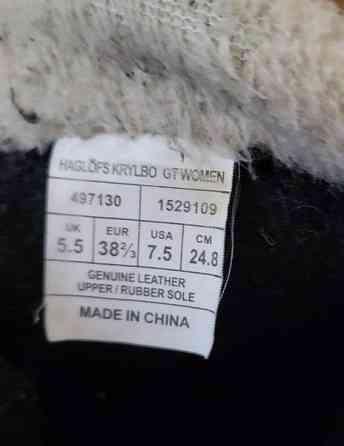 HAGLÖFS KRYLBO GT WOMEN
497130 1529109
UK EUR USA CM
5.5 38⅔ 7.5 24.8
GENUINE LEATHER
UPPER / RUBBER SOLE
MADE IN CHINA